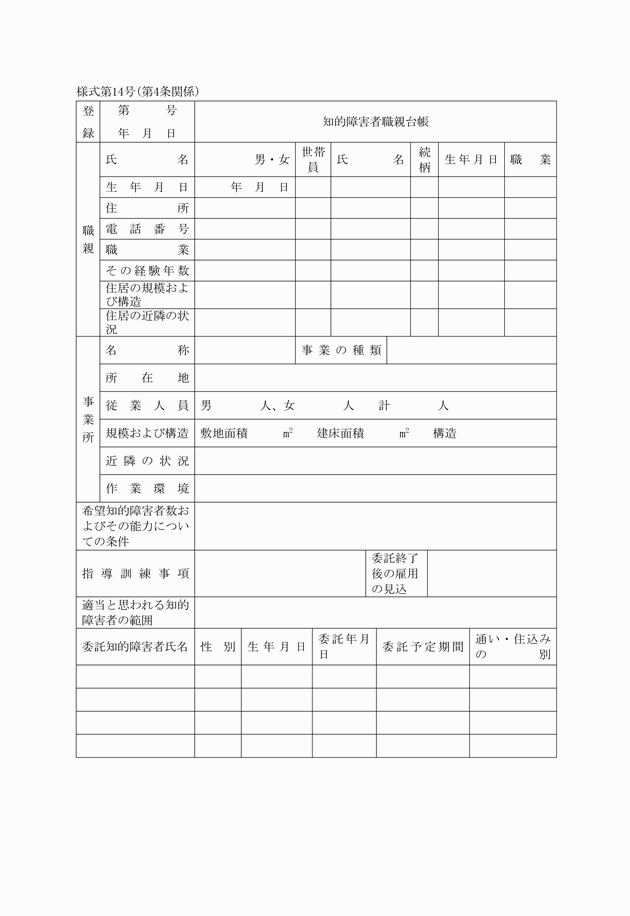 様式第14号(第4条関係)
登録 第　　　号
年　月　日
知的障害者職親台帳
職親
氏　　　　　名　男・女　世帯員　氏　　　名　続柄　生年月日　職　業
生　年　月　日　年　月　日
住　　　　　所
電　話　番　号
職　　　　　業
その経験年数
住居の規模およ
び構造
住居の近隣の状
況
事業所
名　　　　　称　事業の種類
所　　在　　地
従　業　人　員　男　　　　人、女　　　　人　　計　　　　人
規模および構造　敷地面積　　　㎡　　建床面積　　　㎡　　構造
近隣の状況
作　業　環　境
希望知的障害者数お
よびその能力につい
ての条件
指導訓練事項　委託終了
後の雇用
の見込
適当と思われる知的
障害者の範囲
委託知的障害者氏名　性　別　生年月日　委託年月日　委託予定期間　通い・住込み
の　　　　別